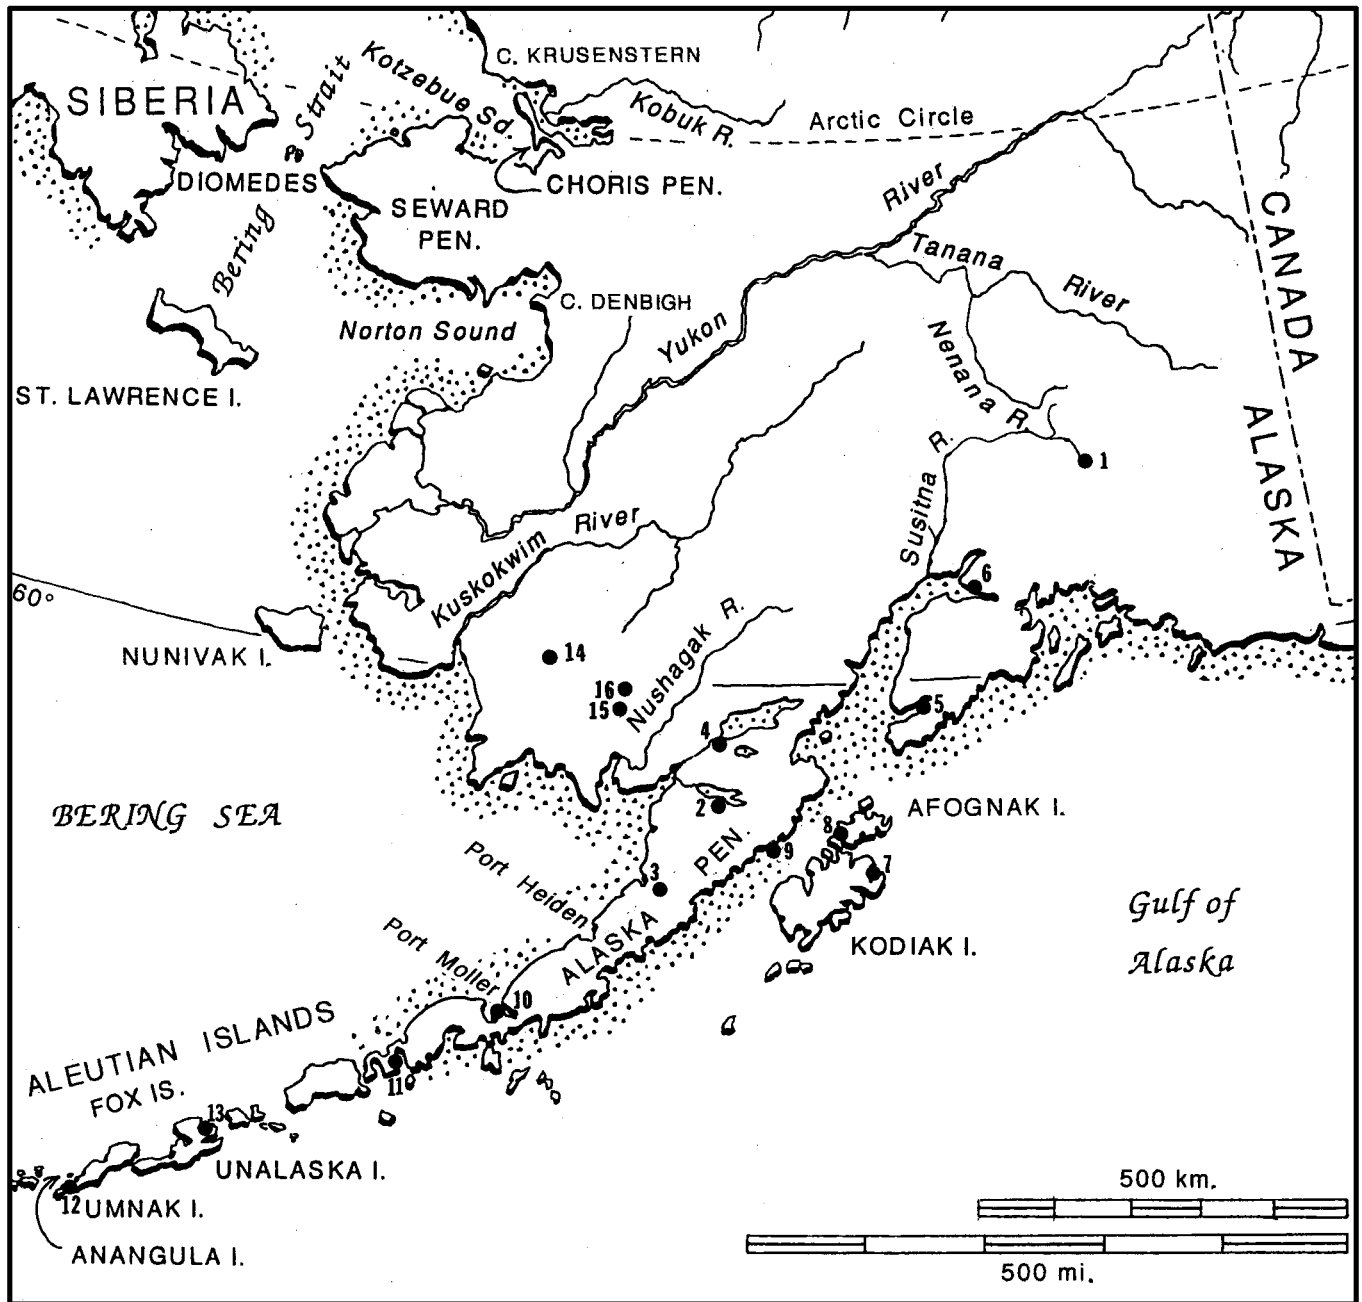 C. KRUSENSTERN
Kotzebue Sd.
Bering Strait
SIBERIA
Kobuk R.
Arctic Circle
DIOMEDES
CHORIS PEN.
SEWARD
PEN.
River
CANADA
Tanana River
C. DENBIGH
Norton Sound
Yukon
Nenana R.
ST. LAWRENCE I.
ALASKA
Susitna R.
1
Kuskokwim River
6
60°
NUNIVAK I.
14
Nushagak R.
16
15
5
4
BERING SEA
2
AFOGNAK I.
8
PEN.
9
7
3
Port Heiden
Gulf of
Alaska
KODIAK I.
ALASKA
Port Moller
10
ALEUTIAN ISLANDS
FOX IS.
11
13
UNALASKA I.
500 km.
12
UMNAK I.
ANANGULA I.
500 mi.